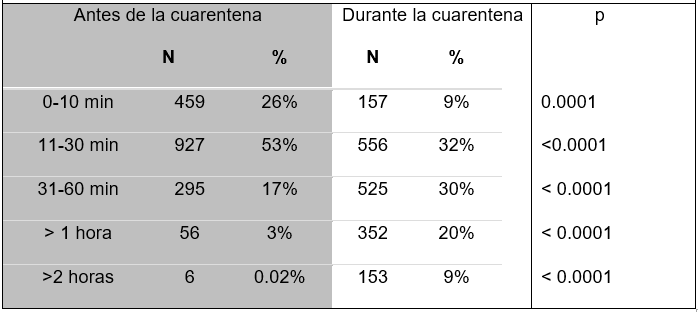 Antes de la cuarentena Durante la cuarentena p
N % N %
0-10 min 459 26% 157 9% 0.0001
11-30 min 927 53% 556 32% <0.0001
31-60 min 295 17% 525 30% < 0.0001
> 1 hora 56 3% 352 20% < 0.0001
>2 horas 6 0.02% 153 9% < 0.0001